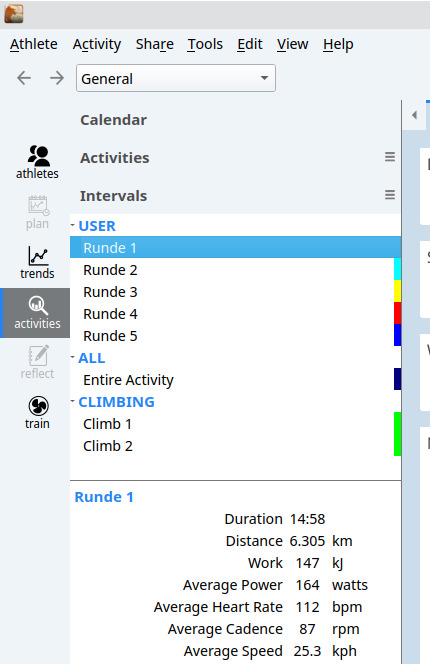 Athlete Activity Share Tools Edit View Help
General
Calendar
Activities
Intervals
athletes
plan
trends
activities
reflect
train
USER
Runde 1
Runde 2
Runde 3
Runde 4
Runde 5
ALL
Entire Activity
CLIMBING
Climb 1
Climb 2
Runde 1
Duration 14:58
Distance 6.305 km
Work 147 kJ
Average Power 164 watts
Average Heart Rate 112 bpm
Average Cadence 87 rpm
Average Speed 25.3 kph